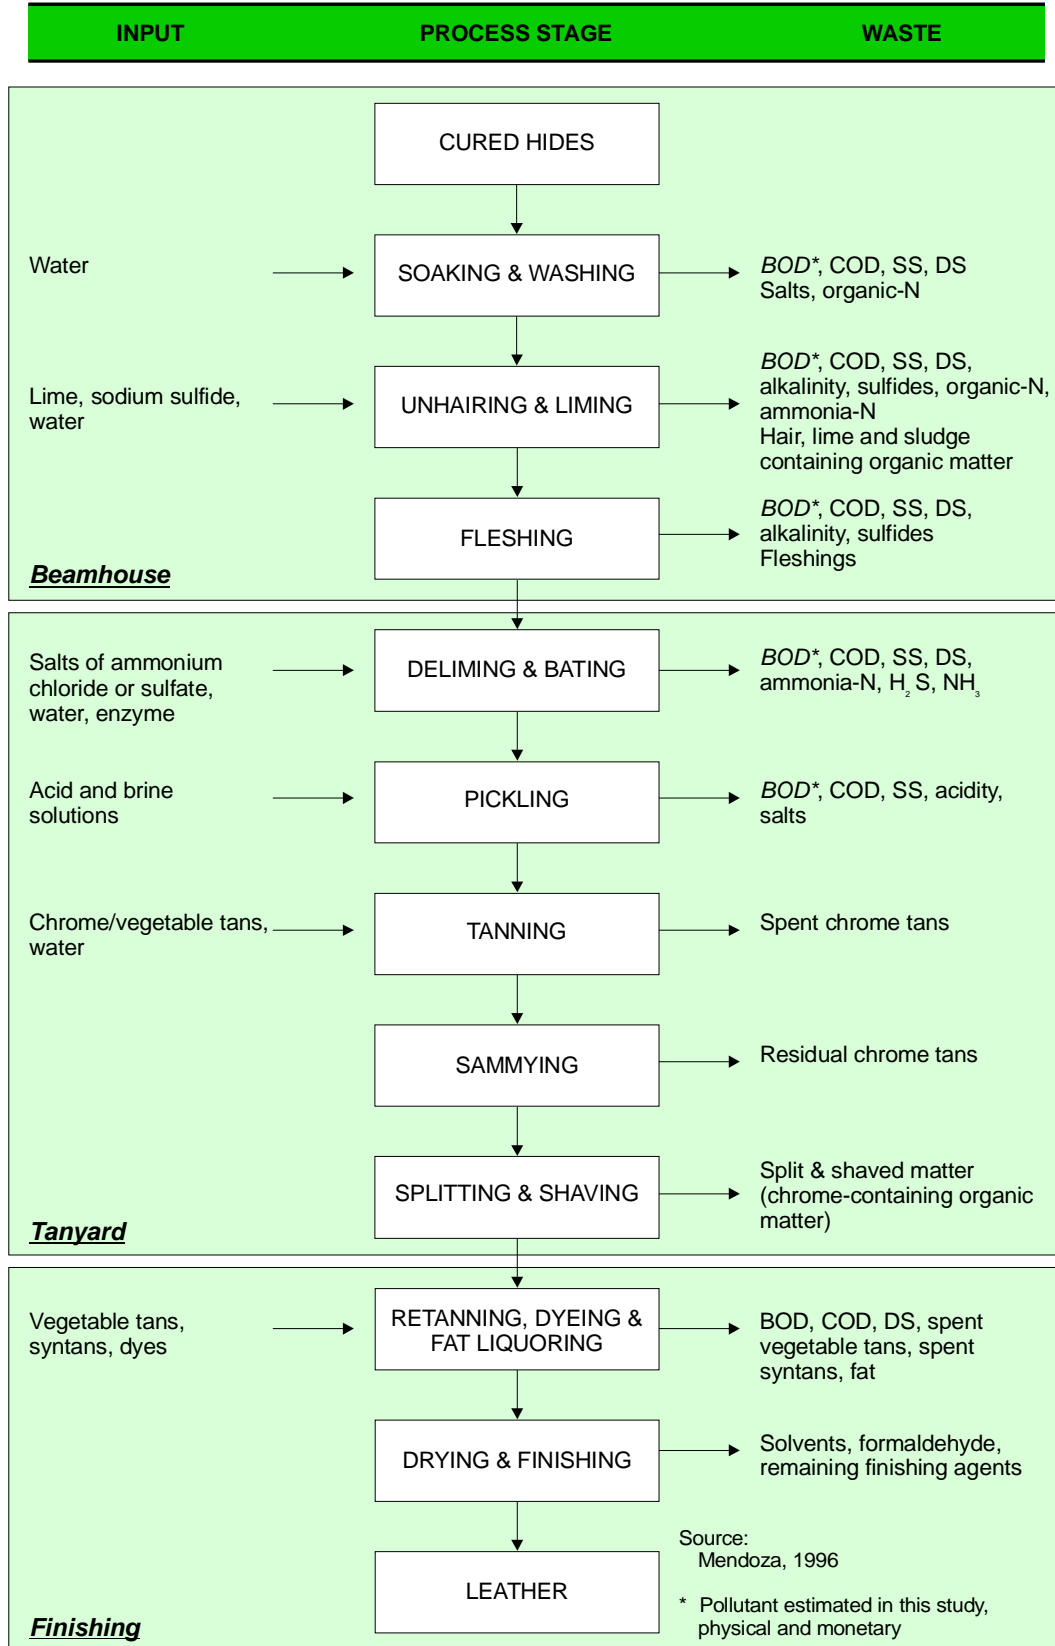 INPUT PROCESS STAGE WASTE
CURED HIDES
Water
SOAKING & WASHING
BOD*, COD, SS, DS
Salts, organic-N
Lime, sodium sulfide,
water
UNHAIRING & LIMING
BOD*, COD, SS, DS,
alkalinity, sulfides, organic-N,
ammonia-N
Hair, lime and sludge
containing organic matter
FLESHING
BOD*, COD, SS, DS,
alkalinity, sulfides
Fleshings
Beamhouse
Salts of ammonium
chloride or sulfate,
water, enzyme
DELIMING & BATING
BOD*, COD, SS, DS,
ammonia-N, H₂ S, NH₃
Acid and brine
solutions
PICKLING
BOD*, COD, SS, acidity,
salts
Chrome/vegetable tans,
water
TANNING
Spent chrome tans
SAMMYING
Residual chrome tans
SPLITTING & SHAVING
Split & shaved matter
(chrome-containing organic
matter)
Tanyard
Vegetable tans,
syntans, dyes
RETANNING, DYEING &
FAT LIQUORING
BOD, COD, DS, spent
vegetable tans, spent
syntans, fat
DRYING & FINISHING
Solvents, formaldehyde,
remaining finishing agents
LEATHER
Source:
Mendoza, 1996
* Pollutant estimated in this study,
physical and monetary
Finishing